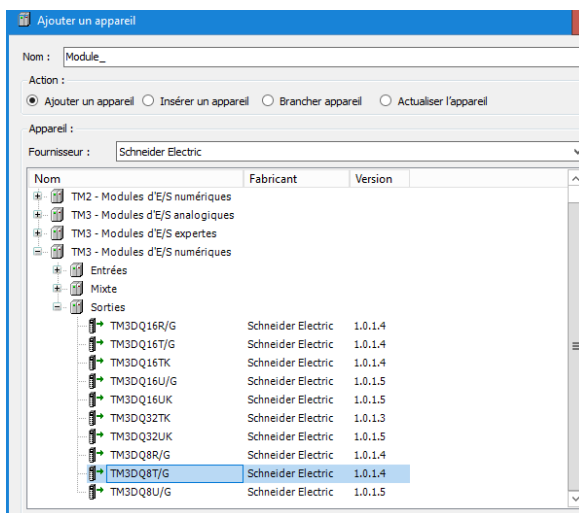 Ajouter un appareil
Nom : Module_
Action :
Ajouter un appareil Insérer un appareil Brancher appareil Actualiser l'appareil
Appareil :
Fournisseur : Schneider Electric
Nom Fabricant Version
TM2 - Modules d'E/S numériques
TM3 - Modules d'E/S analogiques
TM3 - Modules d'E/S expertes
TM3 - Modules d'E/S numériques
Entrées
Mixte
Sorties
TM3DQ16R/G Schneider Electric 1.0.1.4
TM3DQ16T/G Schneider Electric 1.0.1.4
TM3DQ16TK Schneider Electric 1.0.1.4
TM3DQ16U/G Schneider Electric 1.0.1.5
TM3DQ16UK Schneider Electric 1.0.1.5
TM3DQ32TK Schneider Electric 1.0.1.3
TM3DQ32UK Schneider Electric 1.0.1.5
TM3DQ8R/G Schneider Electric 1.0.1.4
TM3DQ8T/G Schneider Electric 1.0.1.4
TM3DQ8U/G Schneider Electric 1.0.1.5